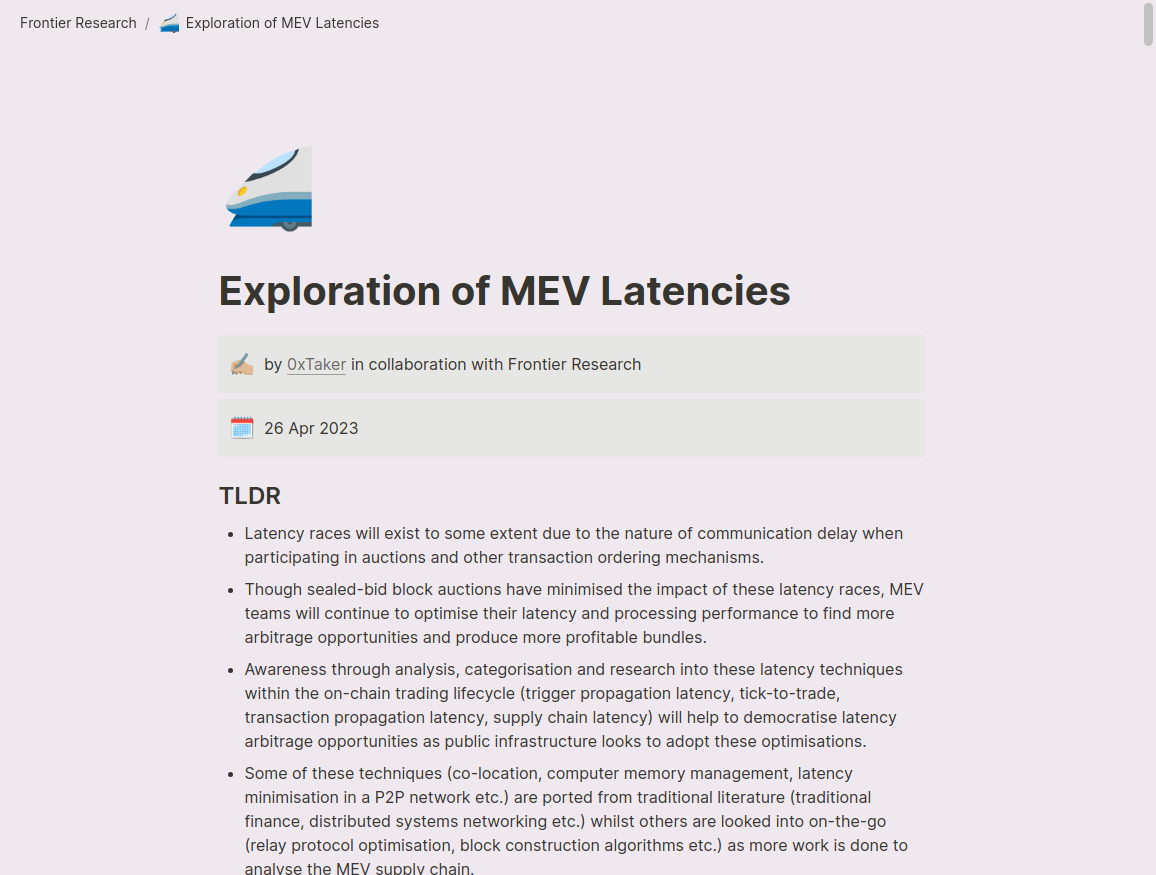 Frontier Research / Exploration of MEV Latencies
Exploration of MEV Latencies
by 0xTaker in collaboration with Frontier Research
26 Apr 2023
TLDR
• Latency races will exist to some extent due to the nature of communication delay when
participating in auctions and other transaction ordering mechanisms.
• Though sealed-bid block auctions have minimised the impact of these latency races, MEV
teams will continue to optimise their latency and processing performance to find more
arbitrage opportunities and produce more profitable bundles.
• Awareness through analysis, categorisation and research into these latency techniques
within the on-chain trading lifecycle (trigger propagation latency, tick-to-trade,
transaction propagation latency, supply chain latency) will help to democratise latency
arbitrage opportunities as public infrastructure looks to adopt these optimisations.
• Some of these techniques (co-location, computer memory management, latency
minimisation in a P2P network etc.) are ported from traditional literature (traditional
finance, distributed systems networking etc.) whilst others are looked into on-the-go
(relay protocol optimisation, block construction algorithms etc.) as more work is done to
analyse the MEV supply chain.